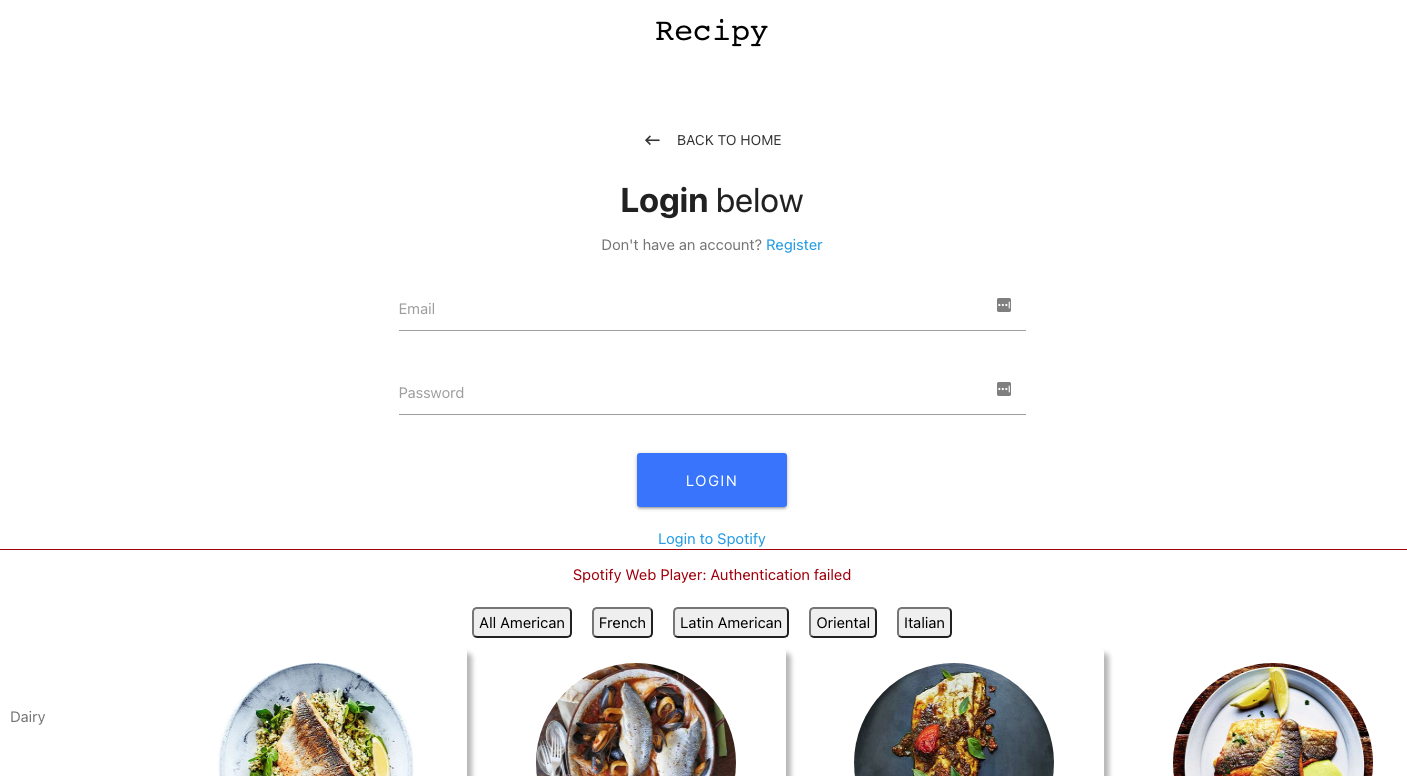 Recipy
BACK TO HOME
Login below
Don't have an account? Register
Email
Password
LOGIN
Login to Spotify
Spotify Web Player: Authentication failed
All American French Latin American Oriental Italian
Dairy